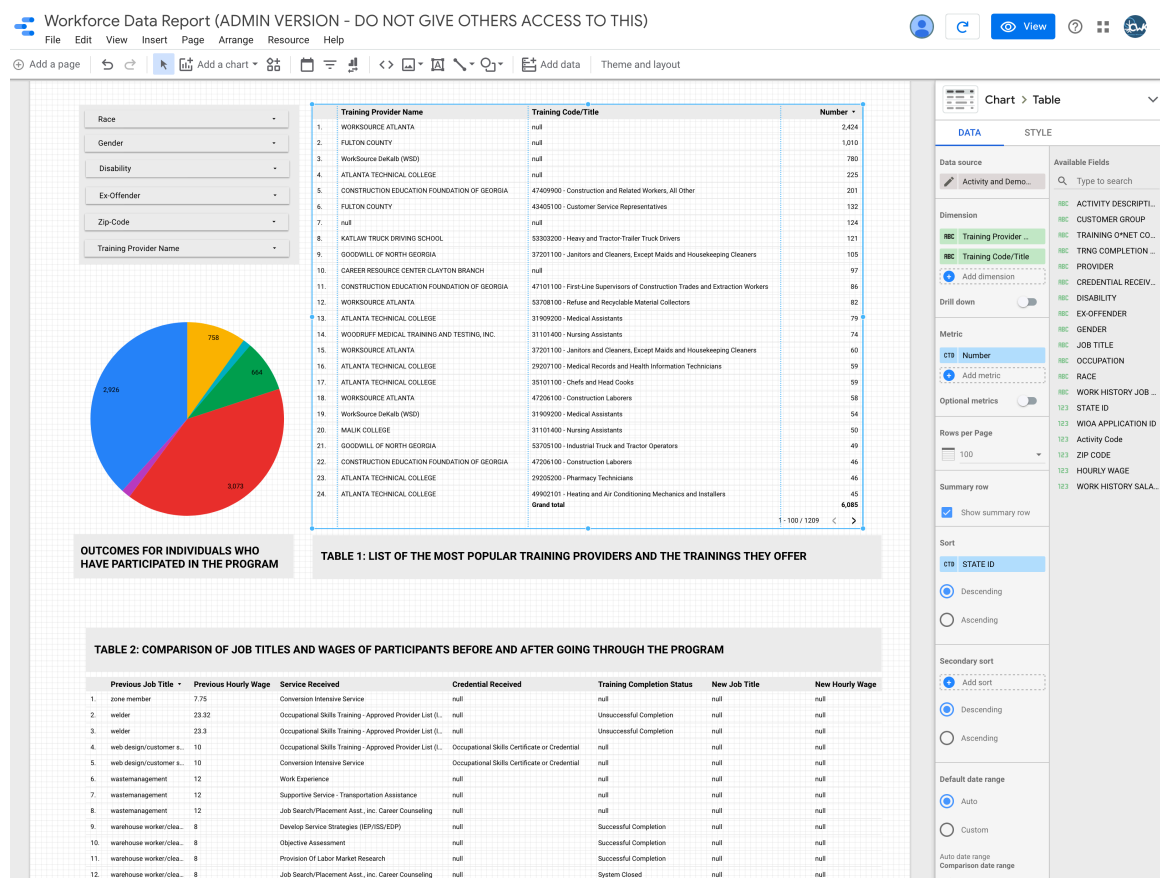 Workforce Data Report (ADMIN VERSION - DO NOT GIVE OTHERS ACCESS TO THIS)
File Edit View Insert Page Arrange Resource Help
View
Add a page
Add a chart
Add data
Theme and layout
Race
Gender
Disability
Ex-Offender
Zip-Code
Training Provider Name
758
664
2,926
3,073
OUTCOMES FOR INDIVIDUALS WHO
HAVE PARTICIPATED IN THE PROGRAM
Training Provider Name Training Code/Title Number
1. WORKSOURCE ATLANTA null 2,424
2. FULTON COUNTY null 1,010
3. WorkSource DeKalb (WSD) null 780
4. ATLANTA TECHNICAL COLLEGE null 225
5. CONSTRUCTION EDUCATION FOUNDATION OF GEORGIA 47409900 - Construction and Related Workers, All Other 201
6. FULTON COUNTY 43405100 - Customer Service Representatives 132
7. null null 124
8. KATLAW TRUCK DRIVING SCHOOL 53303200 - Heavy and Tractor-Trailer Truck Drivers 121
9. GOODWILL OF NORTH GEORGIA 37201100 - Janitors and Cleaners, Except Maids and Housekeeping Cleaners 105
10. CAREER RESOURCE CENTER CLAYTON BRANCH null 97
11. CONSTRUCTION EDUCATION FOUNDATION OF GEORGIA 47101100 - First-Line Supervisors of Construction Trades and Extraction Workers 86
12. WORKSOURCE ATLANTA 53708100 - Refuse and Recyclable Material Collectors 82
13. ATLANTA TECHNICAL COLLEGE 31909200 - Medical Assistants 79
14. WOODRUFF MEDICAL TRAINING AND TESTING, INC. 31101400 - Nursing Assistants 74
15. WORKSOURCE ATLANTA 37201100 - Janitors and Cleaners, Except Maids and Housekeeping Cleaners 60
16. ATLANTA TECHNICAL COLLEGE 29207100 - Medical Records and Health Information Technicians 59
17. ATLANTA TECHNICAL COLLEGE 35101100 - Chefs and Head Cooks 59
18. WORKSOURCE ATLANTA 47206100 - Construction Laborers 58
19. WorkSource DeKalb (WSD) 31909200 - Medical Assistants 54
20. MALIK COLLEGE 31101400 - Nursing Assistants 50
21. GOODWILL OF NORTH GEORGIA 53705100 - Industrial Truck and Tractor Operators 49
22. CONSTRUCTION EDUCATION FOUNDATION OF GEORGIA 47206100 - Construction Laborers 46
23. ATLANTA TECHNICAL COLLEGE 29205200 - Pharmacy Technicians 46
24. ATLANTA TECHNICAL COLLEGE 49902101 - Heating and Air Conditioning Mechanics and Installers 45
Grand total 6,085
1 - 100 / 1209
TABLE 1: LIST OF THE MOST POPULAR TRAINING PROVIDERS AND THE TRAININGS THEY OFFER
TABLE 2: COMPARISON OF JOB TITLES AND WAGES OF PARTICIPANTS BEFORE AND AFTER GOING THROUGH THE PROGRAM
Previous Job Title Previous Hourly Wage Service Received Credential Received Training Completion Status New Job Title New Hourly Wage
1. zone member 7.75 Conversion Intensive Service null null null null
2. welder 23.32 Occupational Skills Training - Approved Provider List (I... null Unsuccessful Completion null null
3. welder 23.3 Occupational Skills Training - Approved Provider List (I... null Unsuccessful Completion null null
4. web design/customer s... 10 Occupational Skills Training - Approved Provider List (I... Occupational Skills Certificate or Credential null null null
5. web design/customer s... 10 Conversion Intensive Service Occupational Skills Certificate or Credential null null null
6. wastemanagement 12 Work Experience null null null null
7. wastemanagement 12 Supportive Service - Transportation Assistance null null null null
8. wastemanagement 12 Job Search/Placement Asst., inc. Career Counseling null null null null
9. warehouse worker/clea... 8 Develop Service Strategies (IEP/ISS/EDP) null Successful Completion null null
10. warehouse worker/clea... 8 Objective Assessment null Successful Completion null null
11. warehouse worker/clea... 8 Provision Of Labor Market Research null Successful Completion null null
12. warehouse worker/clea... 8 Job Search/Placement Asst., inc. Career Counseling null System Closed null null
Chart > Table
DATA STYLE
Data source
Activity and Demo...
Dimension
ABC Training Provider ...
ABC Training Code/Title
Add dimension
Drill down
Metric
CTD Number
Add metric
Optional metrics
Rows per Page
100
Summary row
Show summary row
Sort
CTD STATE ID
Descending
Ascending
Secondary sort
Add sort
Descending
Ascending
Default date range
Auto
Custom
Auto date range
Comparison date range
Available Fields
Type to search
ABC ACTIVITY DESCRIPTI...
ABC CUSTOMER GROUP
ABC TRAINING O*NET CO...
ABC TRNG COMPLETION ...
ABC PROVIDER
ABC CREDENTIAL RECEIV...
ABC DISABILITY
ABC EX-OFFENDER
ABC GENDER
ABC JOB TITLE
ABC OCCUPATION
ABC RACE
ABC WORK HISTORY JOB ...
123 STATE ID
123 WIOA APPLICATION ID
123 Activity Code
123 ZIP CODE
123 HOURLY WAGE
123 WORK HISTORY SALA...